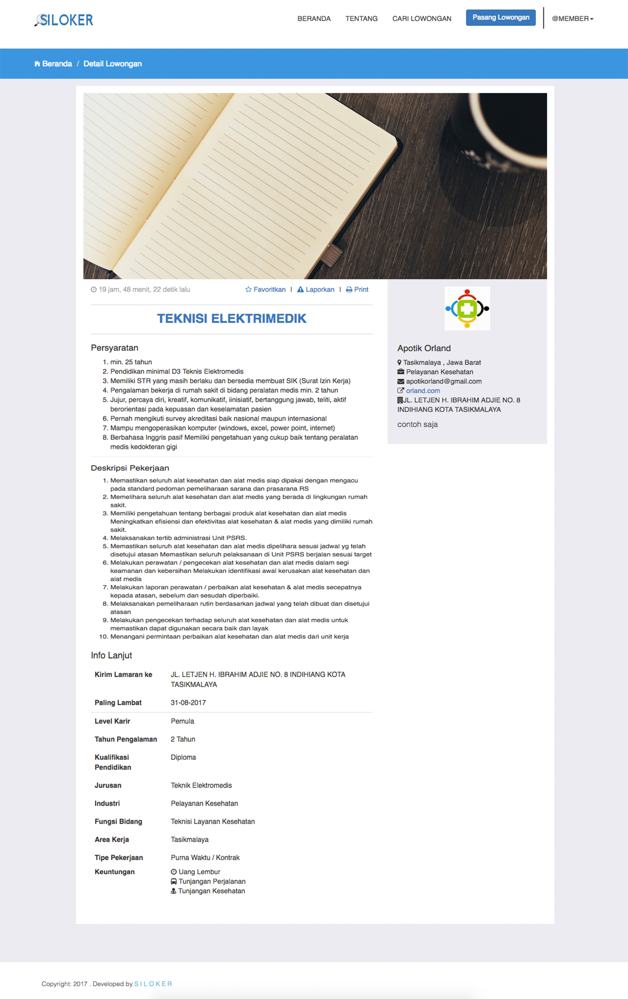 SILOKER
BERANDA TENTANG CARI LOWONGAN Pasang Lowongan @MEMBER
Beranda / Detail Lowongan
19 jam, 48 menit, 22 detik lalu Favoritkan | Laporkan | Print
TEKNISI ELEKTRIMEDIK
Persyaratan
1. min. 25 tahun
2. Pendidikan minimal D3 Teknis Elektromedis
3. Memiliki STR yang masih berlaku dan bersedia membuat SIK (Surat Izin Kerja)
4. Pengalaman bekerja di rumah sakit di bidang peralatan medis min. 2 tahun
5. Jujur, percaya diri, kreatif, komunikatif, iinisiatif, bertanggung jawab, teliti, aktif
berorientasi pada kepuasan dan keselamatan pasien
6. Pernah mengikuti survey akreditasi baik nasional maupun internasional
7. Mampu mengoperasikan komputer (windows, excel, power point, internet)
8. Berbahasa Inggris pasif Memiliki pengetahuan yang cukup baik tentang peralatan
medis kedokteran gigi
Deskripsi Pekerjaan
1. Memastikan seluruh alat kesehatan dan alat medis siap dipakai dengan mengacu
pada standard pedoman pemeliharaan sarana dan prasarana RS
2. Memelihara seluruh alat kesehatan dan alat medis yang berada di lingkungan rumah
sakit.
3. Memiliki pengetahuan tentang berbagai produk alat kesehatan dan alat medis
Meningkatkan efisiensi dan efektivitas alat kesehatan & alat medis yang dimiliki rumah
sakit.
4. Melaksanakan tertib administrasi Unit PSRS.
5. Memastikan seluruh alat kesehatan dan alat medis dipelihara sesuai jadwal yg telah
disetujui atasan Memastikan seluruh pelaksanaan di Unit PSRS berjalan sesuai target
6. Melakukan perawatan / pengecekan alat kesehatan dan alat medis dalam segi
keamanan dan kebersihan Melakukan identifikasi awal kerusakan alat kesehatan dan
alat medis
7. Melakukan laporan perawatan / perbaikan alat kesehatan & alat medis secepatnya
kepada atasan, sebelum dan sesudah diperbaiki.
8. Melaksanakan pemeliharaan rutin berdasarkan jadwal yang telah dibuat dan disetujui
atasan
9. Melakukan pengecekan terhadap seluruh alat kesehatan dan alat medis untuk
memastikan dapat digunakan secara baik dan layak
10. Menangani permintaan perbaikan alat kesehatan dan alat medis dari unit kerja
Info Lanjut
Kirim Lamaran ke JL. LETJEN H. IBRAHIM ADJIE NO. 8 INDIHIANG KOTA
TASIKMALAYA
Paling Lambat 31-08-2017
Level Karir Pemula
Tahun Pengalaman 2 Tahun
Kualifikasi Diploma
Pendidikan
Jurusan Teknik Elektromedis
Industri Pelayanan Kesehatan
Fungsi Bidang Teknisi Layanan Kesehatan
Area Kerja Tasikmalaya
Tipe Pekerjaan Purna Waktu / Kontrak
Keuntungan Uang Lembur
Tunjangan Perjalanan
Tunjangan Kesehatan
Apotik Orland
Tasikmalaya , Jawa Barat
Pelayanan Kesehatan
apotikorland@gmail.com
orland.com
JL. LETJEN H. IBRAHIM ADJIE NO. 8
INDIHIANG KOTA TASIKMALAYA
contoh saja
Copyright: 2017 . Developed by S I L O K E R